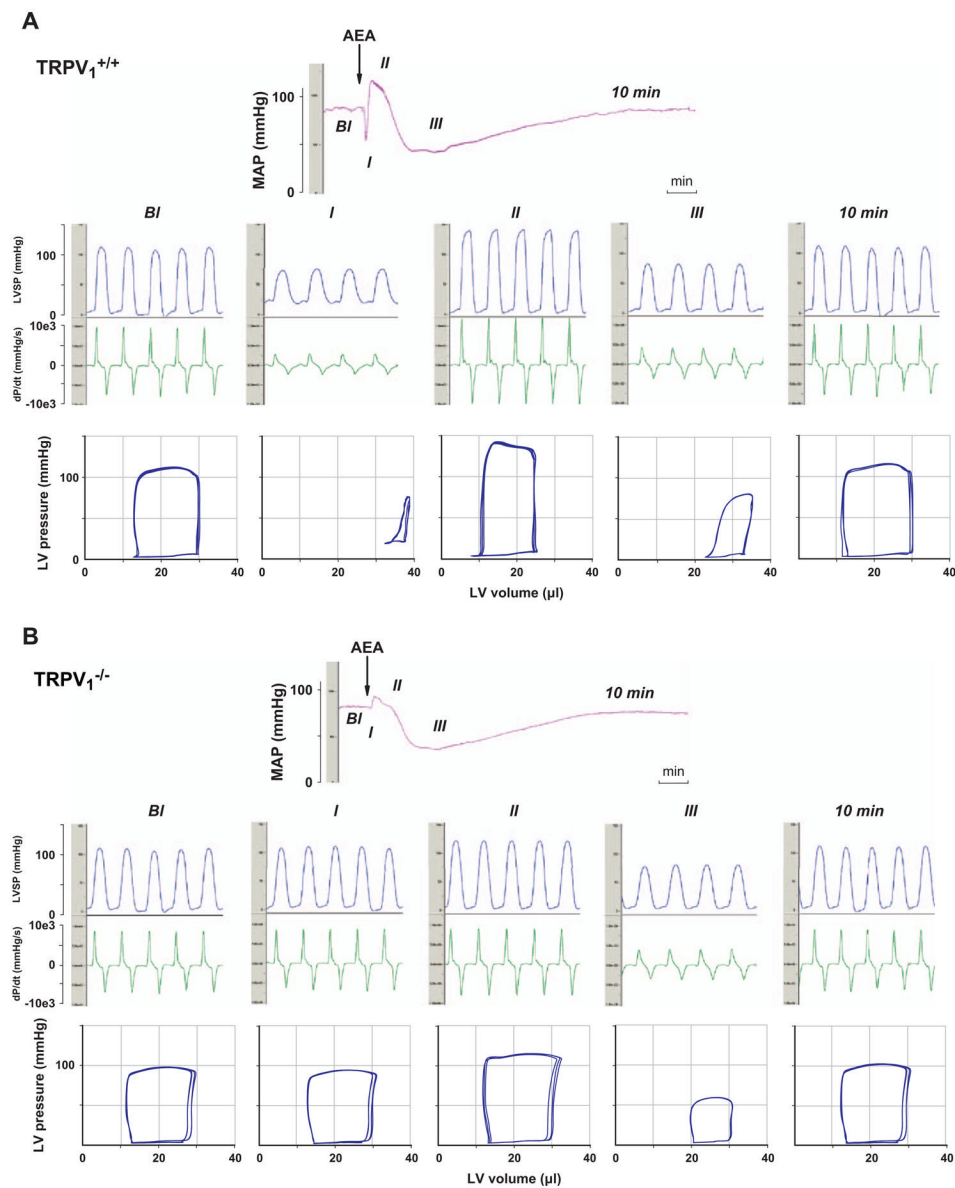 A
TRPV1+/+
AEA
II
100
MAP (mmHg)
0
BI
I
III
10 min
min
BI
I
II
III
10 min
LVSP (mmHg)
100
0
dP/dt (mmHg/s)
10e3
0
-10e3
LV pressure (mmHg)
100
0
0 20 40 0 20 40 0 20 40 0 20 40 0 20 40
LV volume (µl)
B
TRPV1-/-
AEA
II
100
MAP (mmHg)
0
BI
I
III
10 min
min
BI
I
II
III
10 min
LVSP (mmHg)
100
0
dP/dt (mmHg/s)
10e3
0
-10e3
LV pressure (mmHg)
100
0 20 40 0 20 40 0 20 40 0 20 40 0 20 40
LV volume (µl)